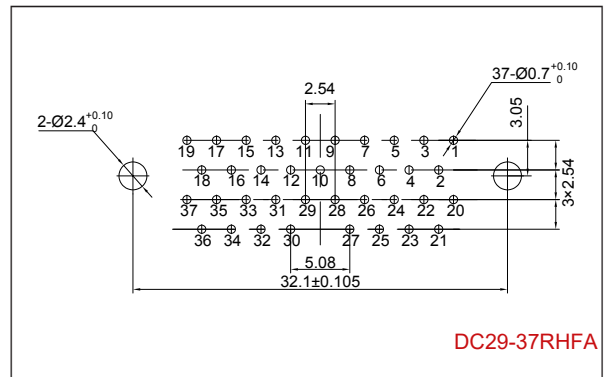 37-Ø0.7 +0.10 0
2.54
3.05
2-Ø2.4 +0.10 0
19 17 15 13 11 9 7 5 3 1
18 16 14 12 10 8 6 4 2
3×2.54
37 35 33 31 29 28 26 24 22 20
36 34 32 30 27 25 23 21
5.08
32.1±0.105
DC29-37RHFA